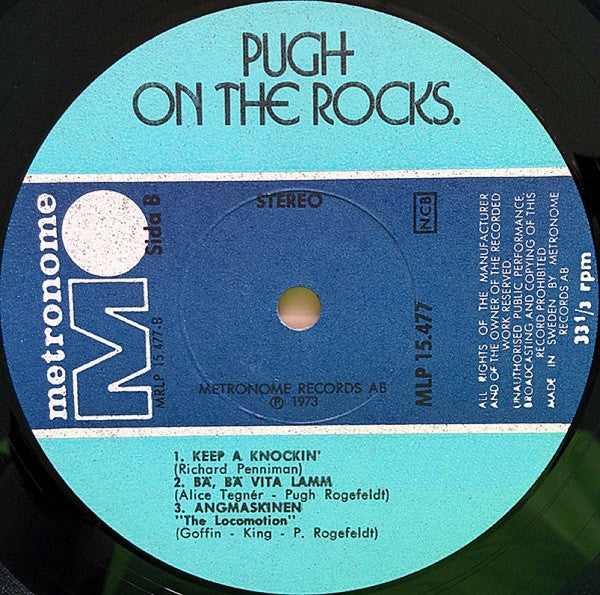 PUGH
ON THE ROCKS.
metronome
M
Sida B
MRLP 15 477-B
STEREO
NCB
METRONOME RECORDS AB
Ⓟ 1973
MLP 15.477
ALL RIGHTS OF THE MANUFACTURER
AND OF THE OWNER OF THE RECORDED
WORK RESERVED
UNAUTHORISED PUBLIC PERFORMANCE,
BROADCASTING AND COPYING OF THIS
RECORD PROHIBITED
MADE IN SWEDEN BY METRONOME
RECORDS AB
33 1/3 rpm
1. KEEP A KNOCKIN'
(Richard Penniman)
2. BÄ, BÄ VITA LAMM
(Alice Tegnér - Pugh Rogefeldt)
3. ANGMASKINEN
"The Locomotion"
(Goffin - King - P. Rogefeldt)